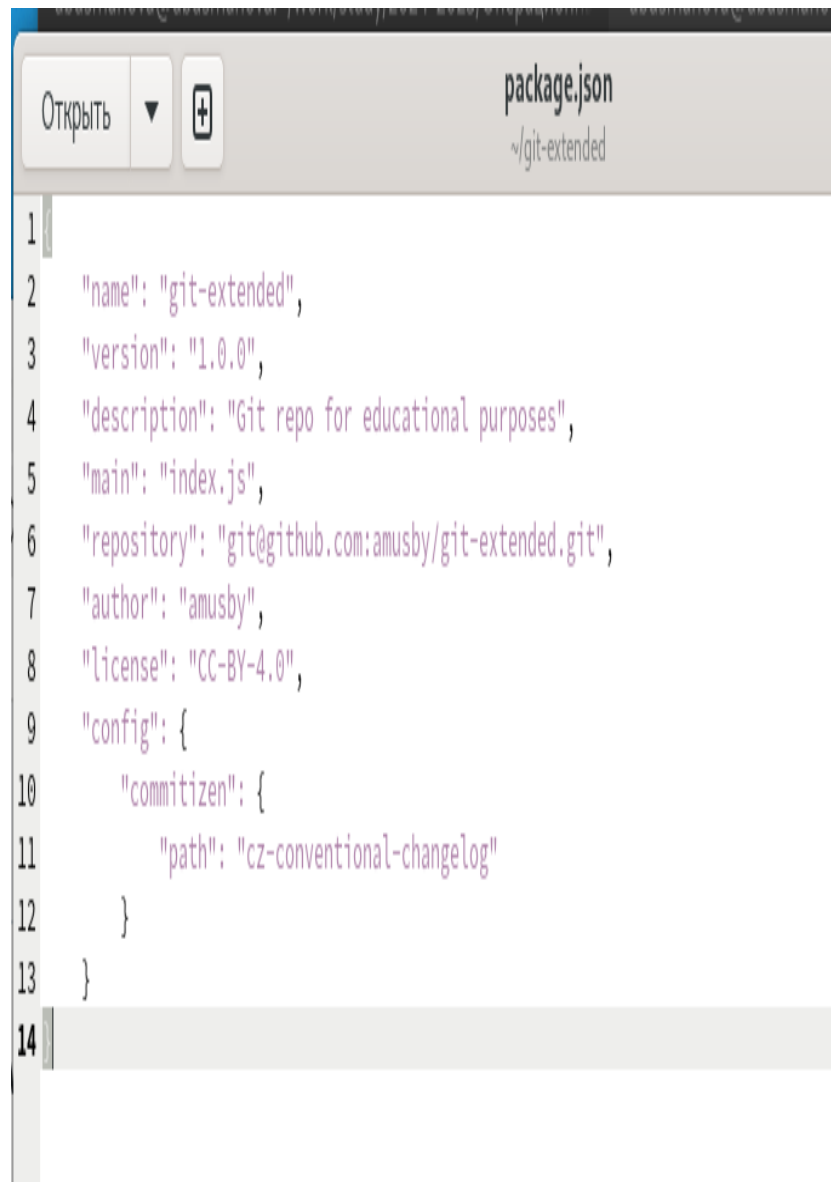 Открыть
package.json
~/git-extended
1 {
2 "name": "git-extended",
3 "version": "1.0.0",
4 "description": "Git repo for educational purposes",
5 "main": "index.js",
6 "repository": "git@github.com:amusby/git-extended.git",
7 "author": "amusby",
8 "license": "CC-BY-4.0",
9 "config": {
10 "commitizen": {
11 "path": "cz-conventional-changelog"
12 }
13 }
14 }